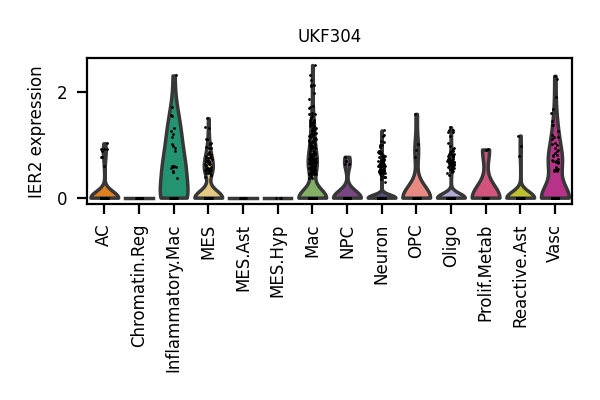 UKF304
IER2 expression
2
0
AC
Chromatin.Reg
Inflammatory.Mac
MES
MES.Ast
MES.Hyp
Mac
NPC
Neuron
OPC
Oligo
Prolif.Metab
Reactive.Ast
Vasc